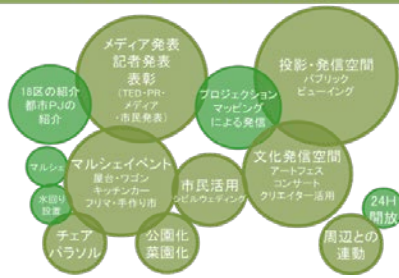 メディア発表
記者発表
表彰
(TED・PR・
メディア
・市民発表)
投影・発信空間
パブリック
ビューイング
18区の紹介
都市PJの
紹介
プロジェクション
マッピング
による発信
マルシェ
マルシェイベント
屋台・ワゴン
キッチンカー
フリマ・手作り市
文化発信空間
アートフェス
コンサート
クリエイター活用
市民活用
シビルウェディング
水回り
設置
24H
開放
チェア
パラソル
公園化
菜園化
周辺との
連動